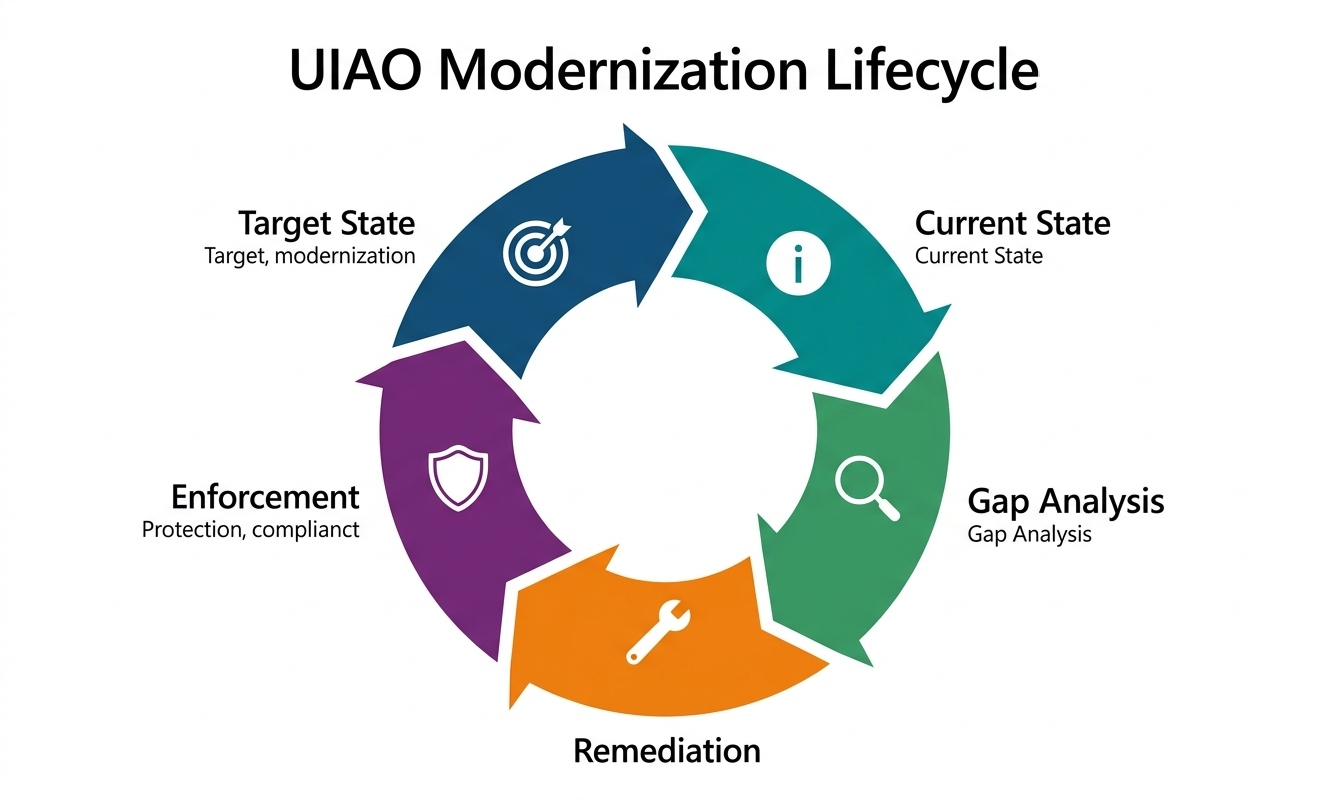 UIAO Modernization Lifecycle
Target State
Target, modernization
Current State
Current State
Enforcement
Protection, complianct
Gap Analysis
Gap Analysis
Remediation